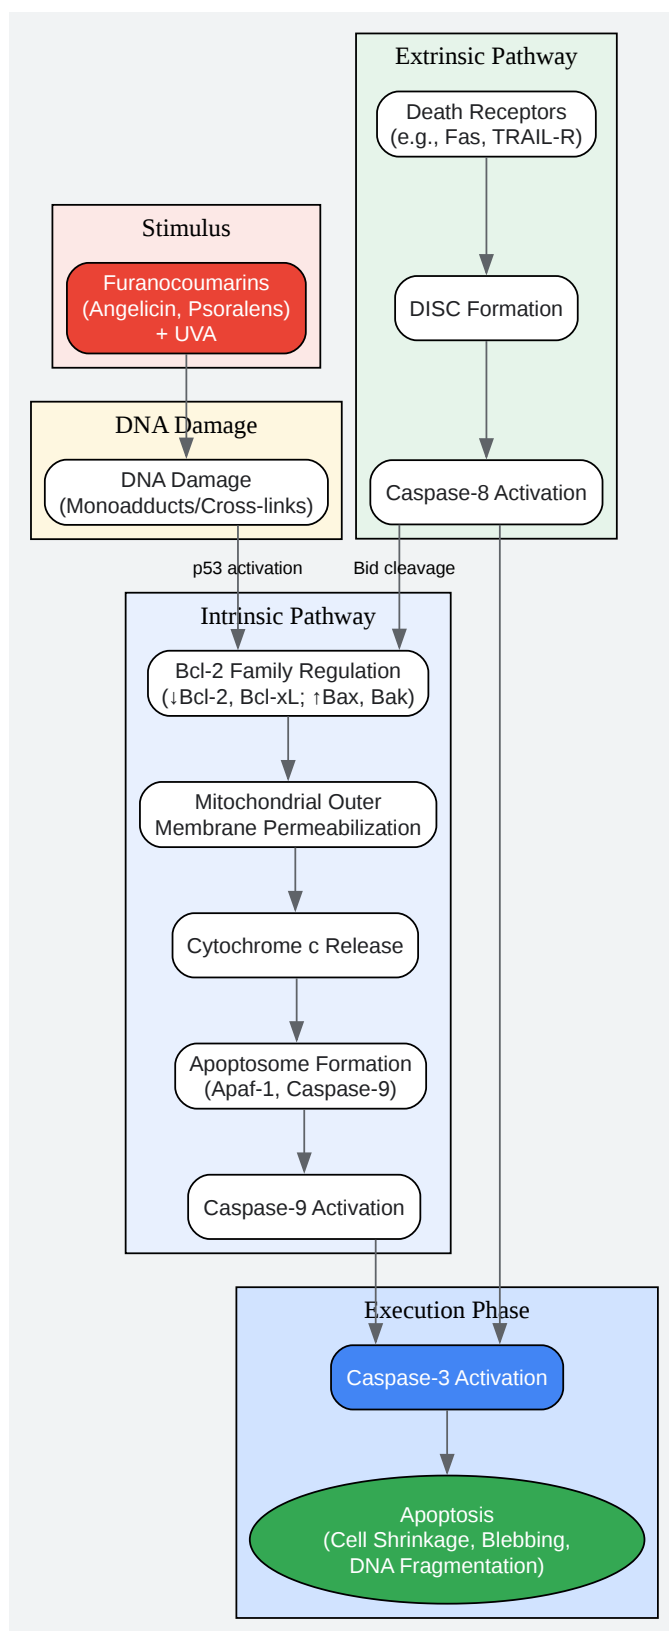 Extrinsic Pathway
Death Receptors
(e.g., Fas, TRAIL-R)
Stimulus
Furanocoumarins
(Angelicin, Psoralens)
+ UVA
DISC Formation
DNA Damage
DNA Damage
(Monoadducts/Cross-links)
Caspase-8 Activation
p53 activation
Bid cleavage
Intrinsic Pathway
Bcl-2 Family Regulation
(↓Bcl-2, Bcl-xL; ↑Bax, Bak)
Mitochondrial Outer
Membrane Permeabilization
Cytochrome c Release
Apoptosome Formation
(Apaf-1, Caspase-9)
Caspase-9 Activation
Execution Phase
Caspase-3 Activation
Apoptosis
(Cell Shrinkage, Blebbing,
DNA Fragmentation)